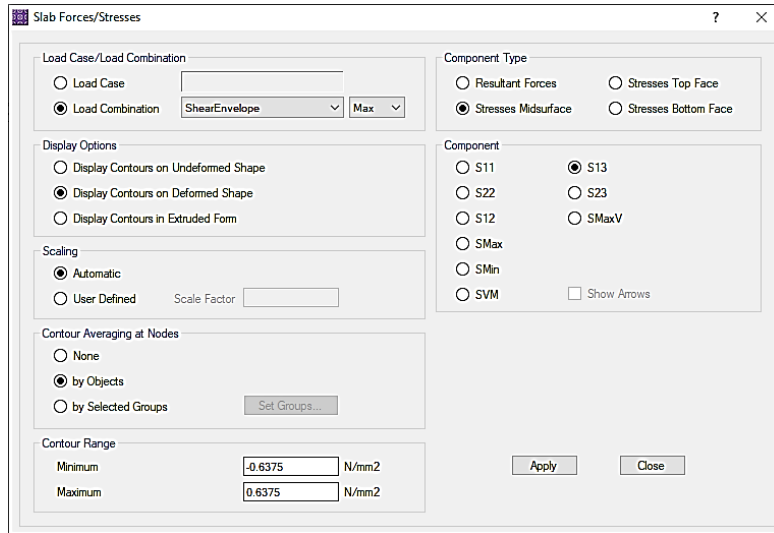 Slab Forces/Stresses
?
Load Case/Load Combination
Load Case
Load Combination
ShearEnvelope
Max
Display Options
Display Contours on Undeformed Shape
Display Contours on Deformed Shape
Display Contours in Extruded Form
Scaling
Automatic
User Defined
Scale Factor
Contour Averaging at Nodes
None
by Objects
by Selected Groups
Set Groups...
Contour Range
Minimum
-0.6375
N/mm2
Maximum
0.6375
N/mm2
Component Type
Resultant Forces
Stresses Top Face
Stresses Midsurface
Stresses Bottom Face
Component
S11
S13
S22
S23
S12
SMaxV
SMax
SMin
SVM
Show Arrows
Apply
Close